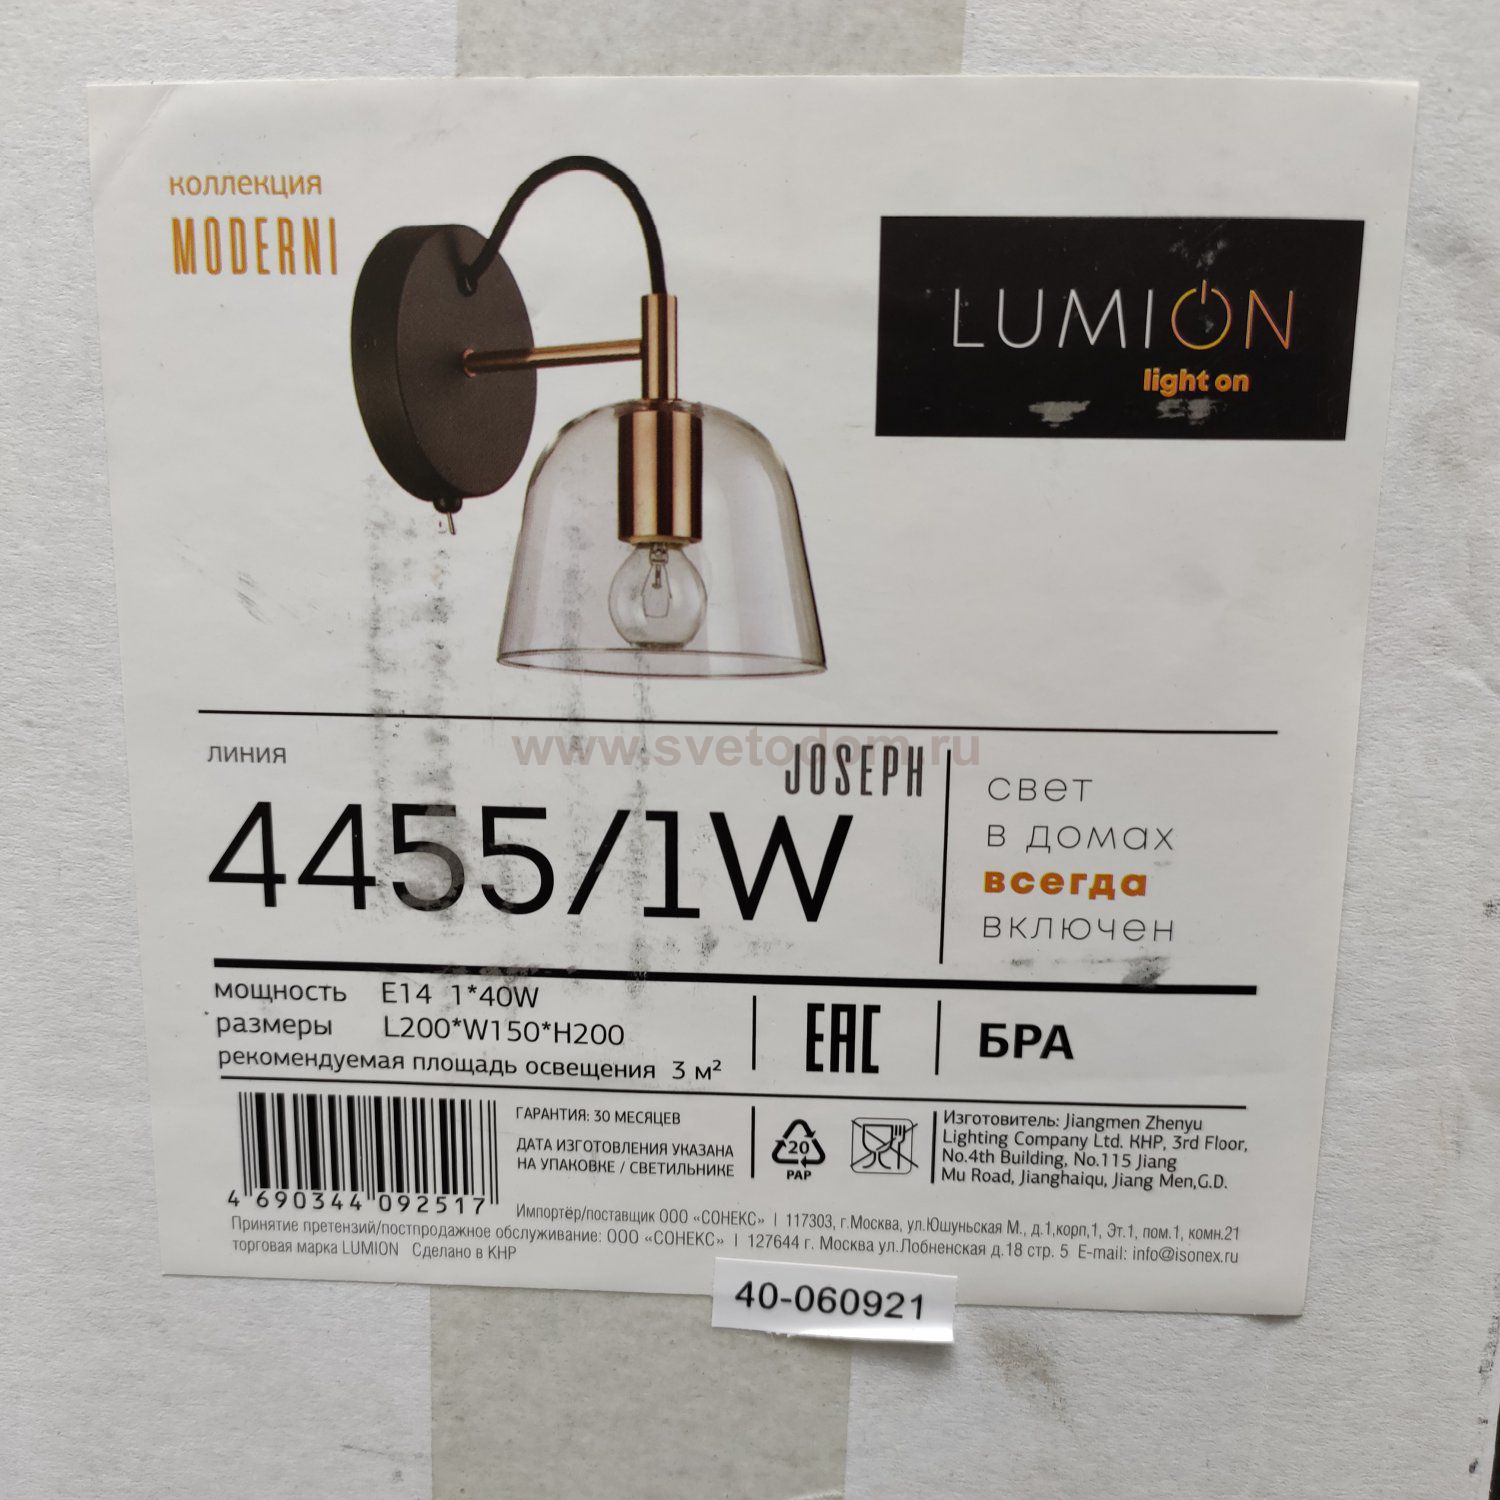 коллекция
MODERNI
LUMION
light on
www.svetodom.ru
линия
JOSEPH
4455/1W
свет
в домах
всегда
включен
мощность E14 1*40W
размеры L200*W150*H200
рекомендуемая площадь освещения 3 м²
EAC
БРА
ГАРАНТИЯ: 30 МЕСЯЦЕВ
ДАТА ИЗГОТОВЛЕНИЯ УКАЗАНА
НА УПАКОВКЕ / СВЕТИЛЬНИКЕ
20
PAP
Изготовитель: Jiangmen Zhenyu
Lighting Company Ltd. КНР, 3rd Floor,
No.4th Building, No.115 Jiang
Mu Road, Jianghaiqu, Jiang Men,G.D.
4 690344 092517
Импортёр/поставщик ООО «СОНЕКС» | 117303, г.Москва, ул.Юшуньская М., д.1,корп,1, Эт.1, пом.1, комн.21
Принятие претензий/постпродажное обслуживание: ООО «СОНЕКС» | 127644 г. Москва ул.Лобненская д.18 стр. 5 E-mail: info@isonex.ru
торговая марка LUMION Сделано в КНР
40-060921